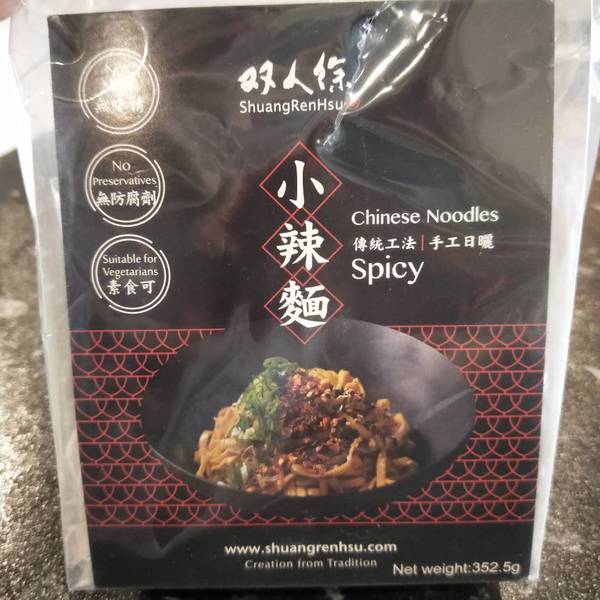 双人徐
ShuangRenHsu
無味精
No
Preservatives
無防腐劑
Suitable for
Vegetarians
素食可
小辣麵
Chinese Noodles
傳統工法|手工日曬
Spicy
www.shuangrenhsu.com
Creation from Tradition
Net weight:352.5g